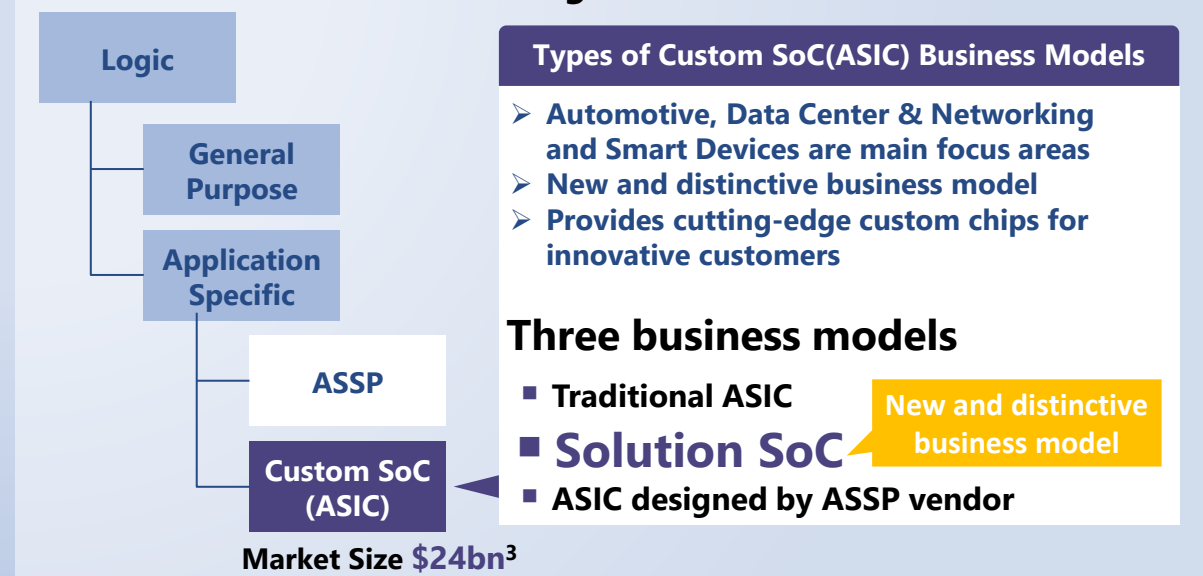 Logic
General
Purpose
Application
Specific
ASSP
Custom SoC
(ASIC)
Market Size $24bn³
Types of Custom SoC(ASIC) Business Models
➢ Automotive, Data Center & Networking
and Smart Devices are main focus areas
➢ New and distinctive business model
➢ Provides cutting-edge custom chips for
innovative customers
Three business models
▪ Traditional ASIC
▪ Solution SoC
▪ ASIC designed by ASSP vendor
New and distinctive
business model